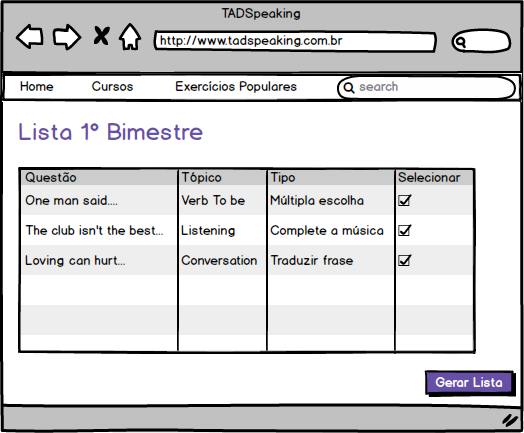 TADSpeaking
http://www.tadspeaking.com.br
Home Cursos Exercícios Populares search
Lista 1º Bimestre
Questão Tópico Tipo Selecionar
One man said.... Verb To be Múltipla escolha
The club isn't the best... Listening Complete a música
Loving can hurt... Conversation Traduzir frase
Gerar Lista